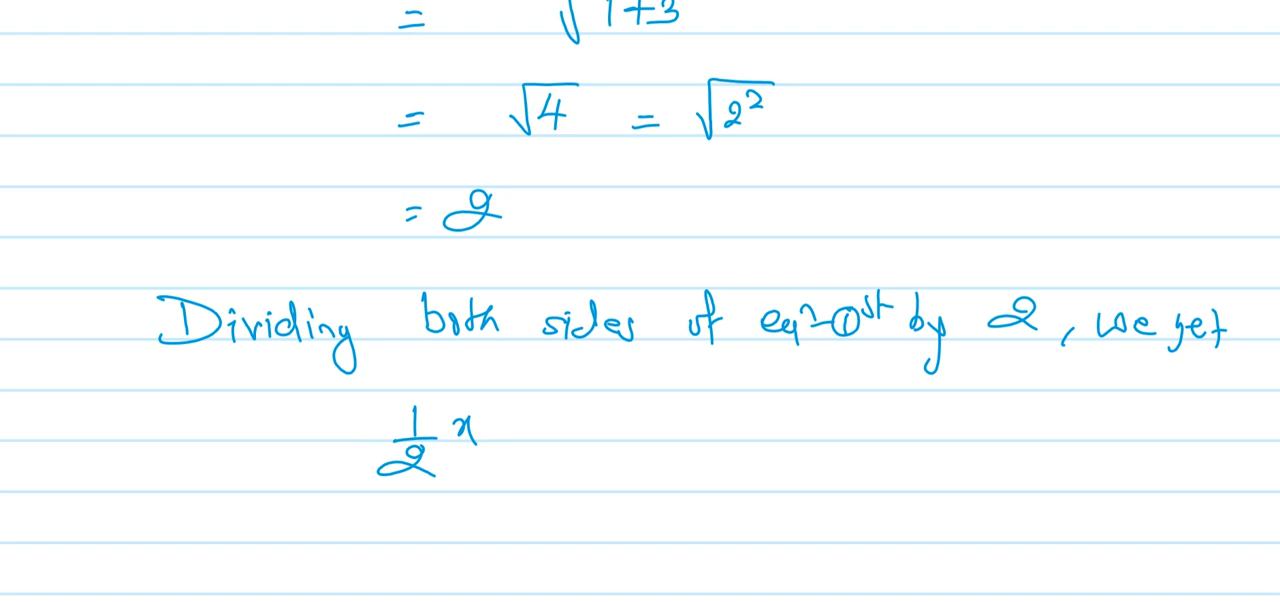 = √1+3
= √4 = √2²
= 2
Dividing both sides of eqn-①st by 2, we get
1/2 x